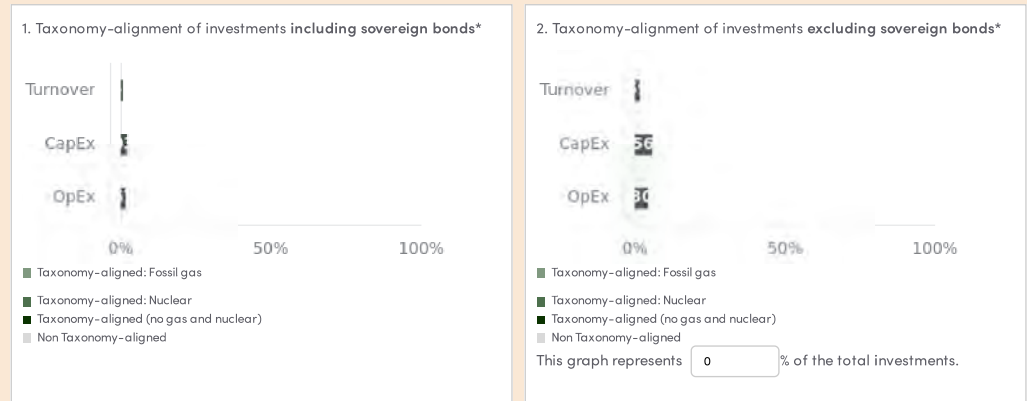 1. Taxonomy-alignment of investments including sovereign bonds*
Turnover
CapEx
OpEx
0%
50%
100%
Taxonomy-aligned: Fossil gas
Taxonomy-aligned: Nuclear
Taxonomy-aligned (no gas and nuclear)
Non Taxonomy-aligned
2. Taxonomy-alignment of investments excluding sovereign bonds*
Turnover
CapEx
OpEx
0%
50%
100%
Taxonomy-aligned: Fossil gas
Taxonomy-aligned: Nuclear
Taxonomy-aligned (no gas and nuclear)
Non Taxonomy-aligned
This graph represents 0 % of the total investments.